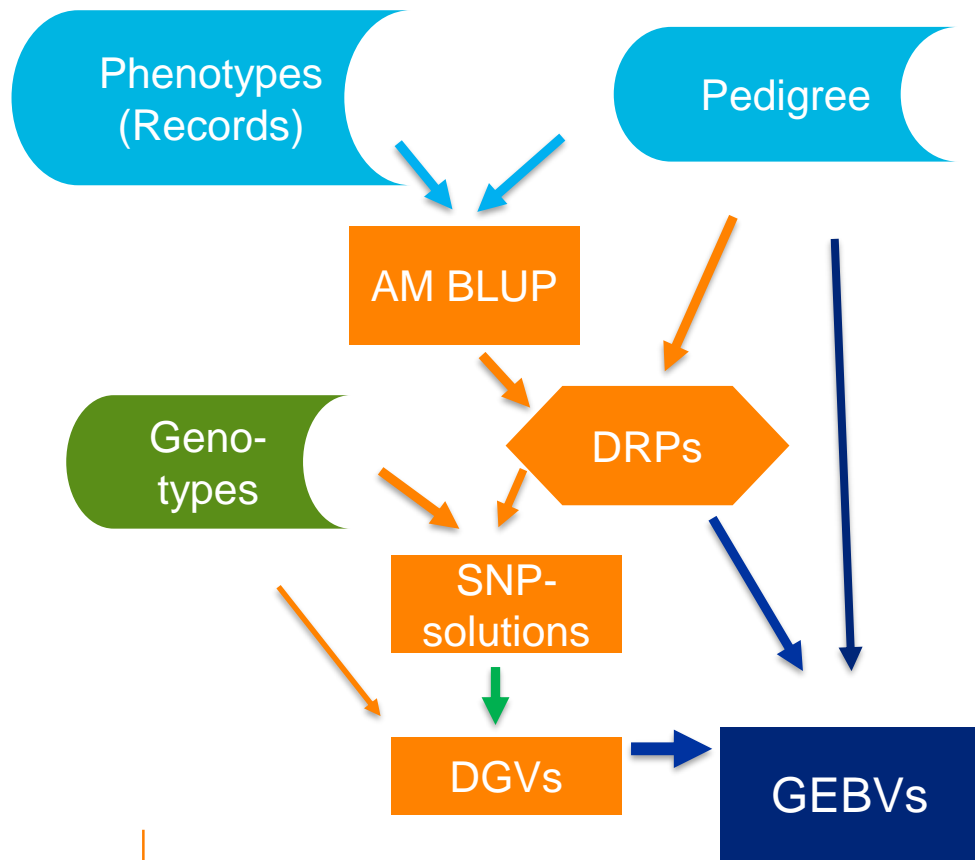 Phenotypes
(Records)
Pedigree
AM BLUP
Geno-
types
DRPs
SNP-
solutions
DGVs
GEBVs